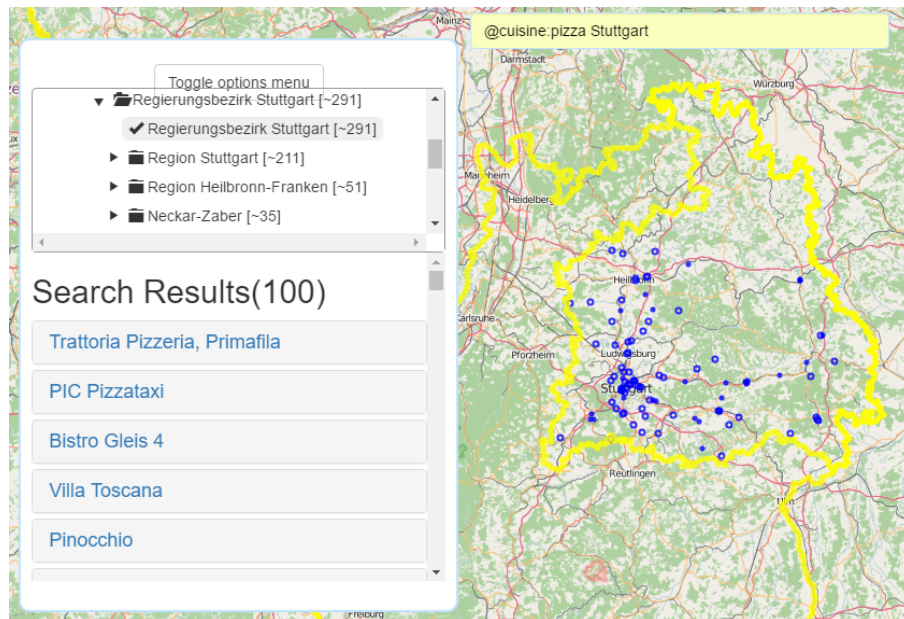 @cuisine:pizza Stuttgart
Toggle options menu
Regierungsbezirk Stuttgart [~291]
Regierungsbezirk Stuttgart [~291]
Region Stuttgart [~211]
Region Heilbronn-Franken [~51]
Neckar-Zaber [~35]
Search Results(100)
Trattoria Pizzeria, Primafila
PIC Pizzataxi
Bistro Gleis 4
Villa Toscana
Pinocchio
Mainz
Darmstadt
Würzburg
Mannheim
Heidelberg
Heilbronn
Karlsruhe
Pforzheim
Ludwigsburg
Stuttgart
Reutlingen
Ulm
Freiburg